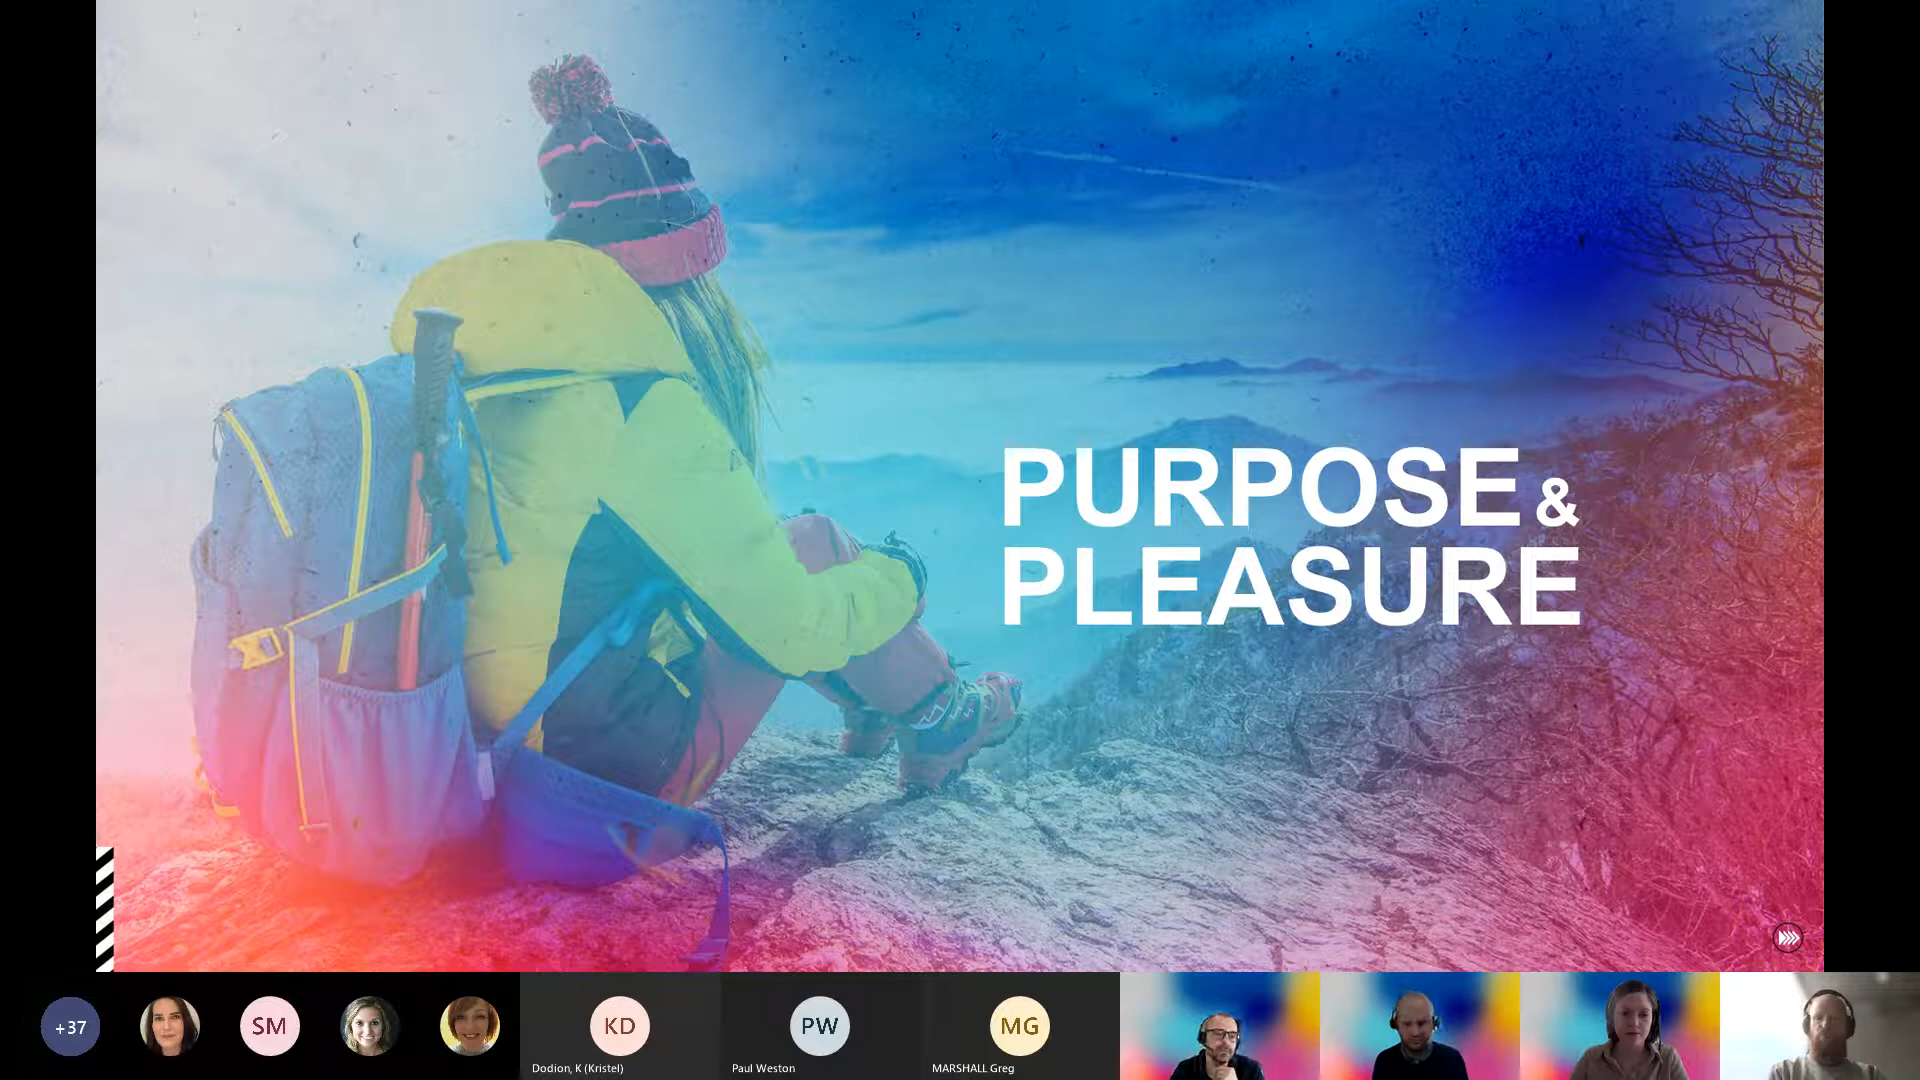 PURPOSE &
PLEASURE
+37
SM
KD
Dodion, K (Kristel)
PW
Paul Weston
MG
MARSHALL Greg